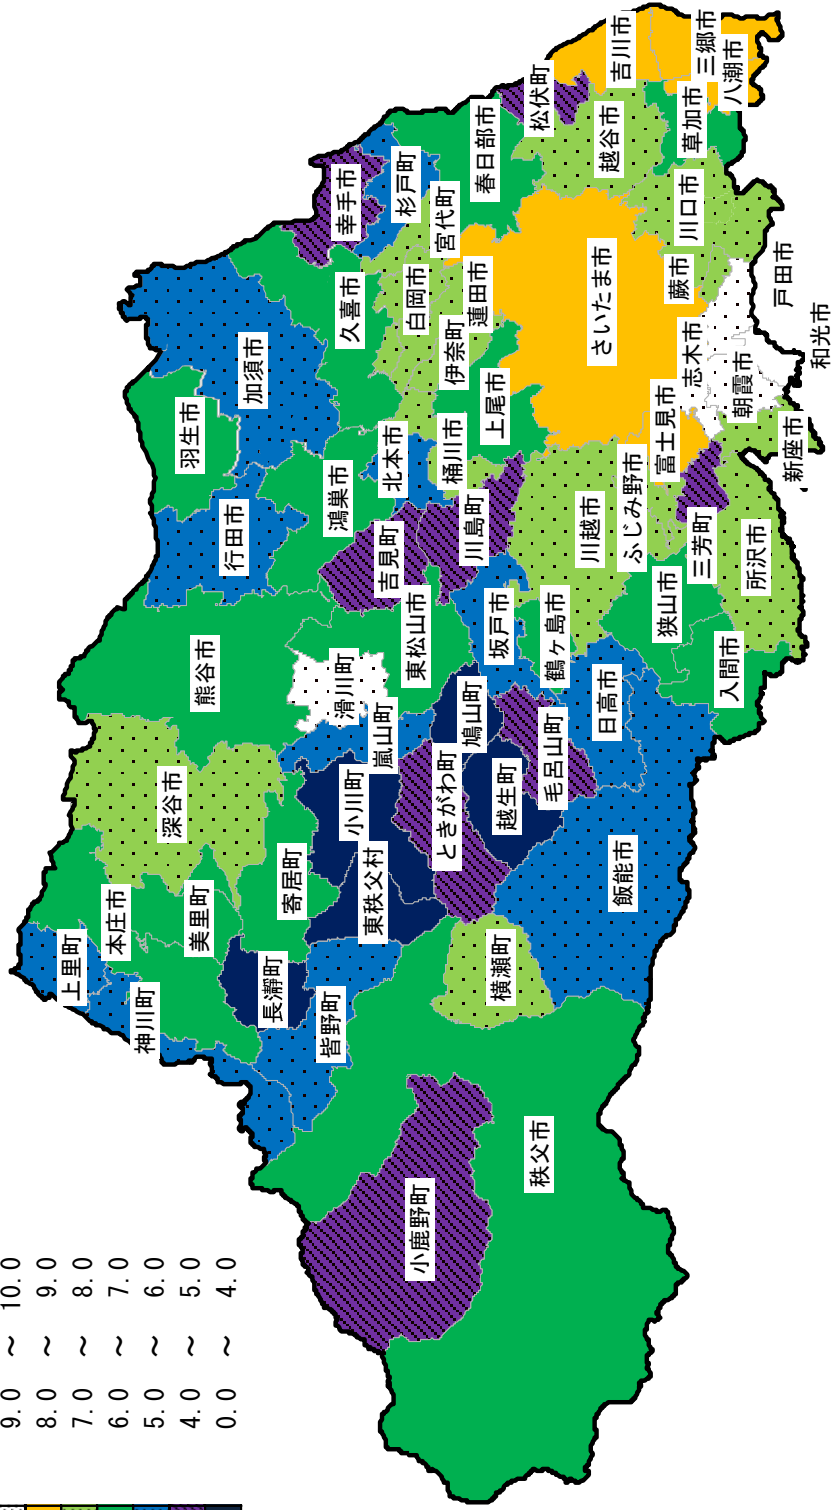 9.0 ～ 10.0
8.0 ～ 9.0
7.0 ～ 8.0
6.0 ～ 7.0
5.0 ～ 6.0
4.0 ～ 5.0
0.0 ～ 4.0
上里町
神川町
本庄市
美里町
深谷市
熊谷市
行田市
羽生市
加須市
長瀞町
皆野町
寄居町
小川町
東秩父村
嵐山町
滑川町
東松山市
吉見町
鴻巣市
北本市
久喜市
幸手市
杉戸町
宮代町
白岡市
春日部市
松伏町
小鹿野町
秩父市
横瀬町
ときがわ町
鳩山町
越生町
毛呂山町
坂戸市
鶴ヶ島市
川島町
桶川市
上尾市
伊奈町
蓮田市
さいたま市
越谷市
吉川市
三郷市
八潮市
草加市
川口市
蕨市
戸田市
和光市
志木市
朝霞市
新座市
富士見市
ふじみ野市
三芳町
川越市
所沢市
狭山市
入間市
日高市
飯能市